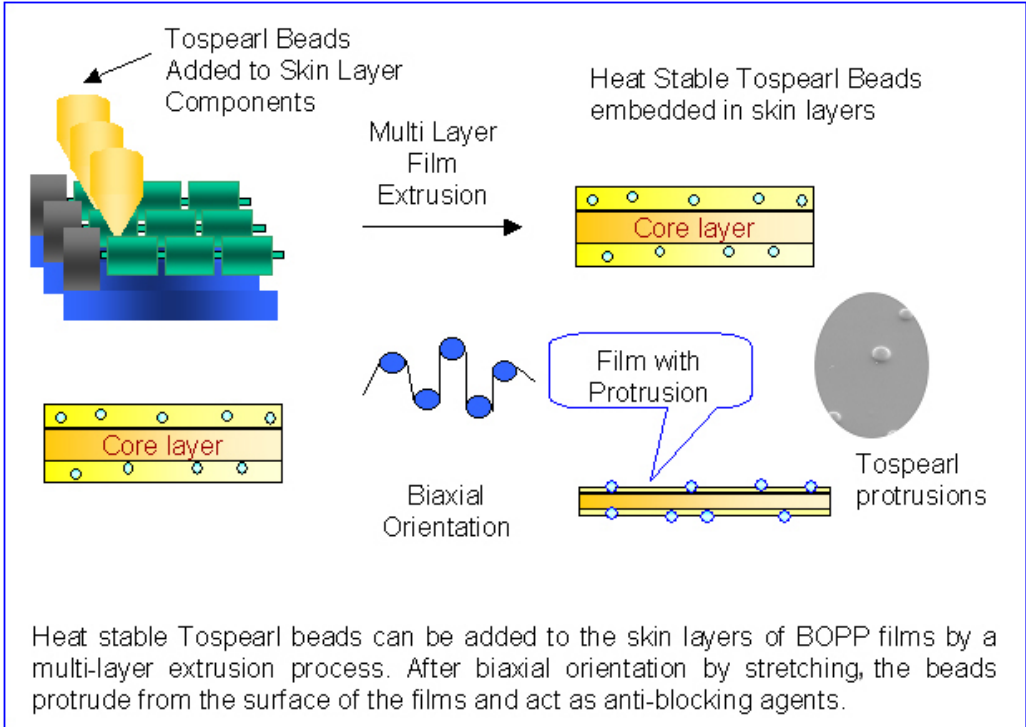 Tospearl Beads
Added to Skin Layer
Components
Multi Layer
Film
Extrusion
Heat Stable Tospearl Beads
embedded in skin layers
Core layer
Core layer
Biaxial
Orientation
Film with
Protrusion
Tospearl
protrusions
Heat stable Tospearl beads can be added to the skin layers of BOPP films by a
multi-layer extrusion process. After biaxial orientation by stretching, the beads
protrude from the surface of the films and act as anti-blocking agents.